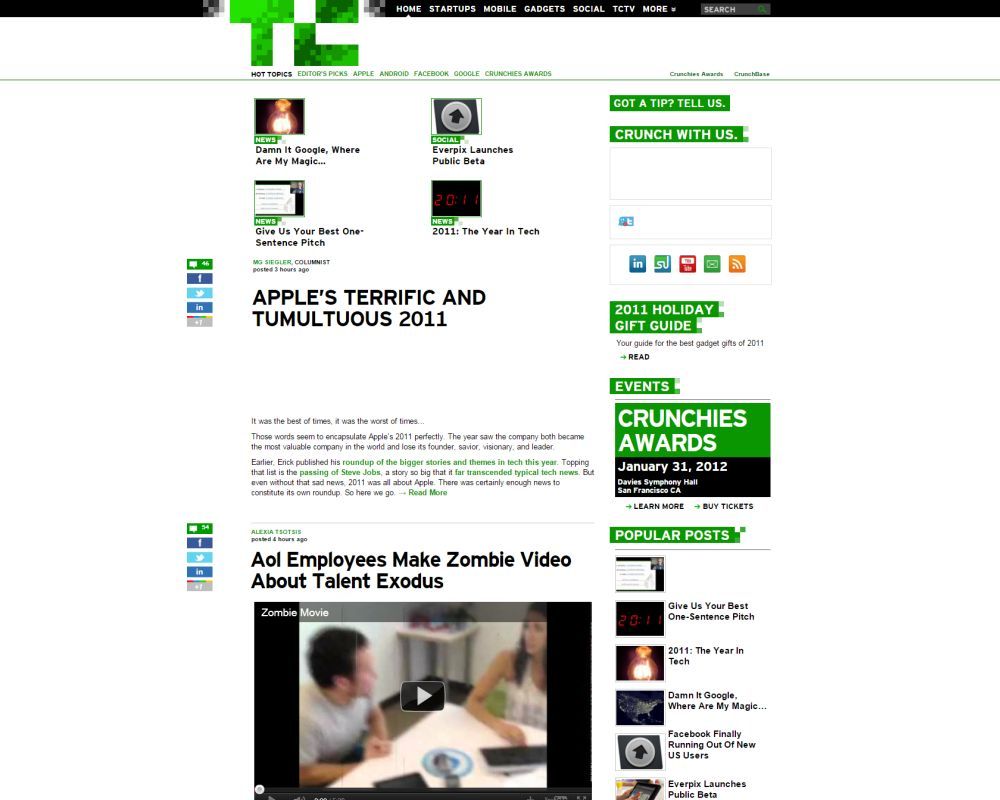 HOME STARTUPS MOBILE GADGETS SOCIAL TCTV MORE
SEARCH
TC
HOT TOPICS EDITOR'S PICKS APPLE ANDROID FACEBOOK GOOGLE CRUNCHIES AWARDS
Crunchies Awards CrunchBase
NEWS
Damn It Google, Where
Are My Magic...
SOCIAL
Everpix Launches
Public Beta
NEWS
Give Us Your Best One-
Sentence Pitch
20:11
NEWS
2011: The Year In Tech
46
f
in
+1
MG SIEGLER, COLUMNIST
posted 3 hours ago
APPLE'S TERRIFIC AND
TUMULTUOUS 2011
It was the best of times, it was the worst of times...
Those words seem to encapsulate Apple's 2011 perfectly. The year saw the company both became
the most valuable company in the world and lose its founder, savior, visionary, and leader.
Earlier, Erick published his roundup of the bigger stories and themes in tech this year. Topping
that list is the passing of Steve Jobs, a story so big that it far transcended typical tech news. But
even without that sad news, 2011 was all about Apple. There was certainly enough news to
constitute its own roundup. So here we go. → Read More
54
f
in
+1
ALEXIA TSOTSIS
posted 4 hours ago
Aol Employees Make Zombie Video
About Talent Exodus
Zombie Movie
GOT A TIP? TELL US.
CRUNCH WITH US.
in
You
Tube
2011 HOLIDAY
GIFT GUIDE
Your guide for the best gadget gifts of 2011
→ READ
EVENTS
CRUNCHIES
AWARDS
January 31, 2012
Davies Symphony Hall
San Francisco CA
→ LEARN MORE → BUY TICKETS
POPULAR POSTS
Give Us Your Best
One-Sentence Pitch
20:11
2011: The Year In
Tech
Damn It Google,
Where Are My Magic...
Facebook Finally
Running Out Of New
US Users
Everpix Launches
Public Beta